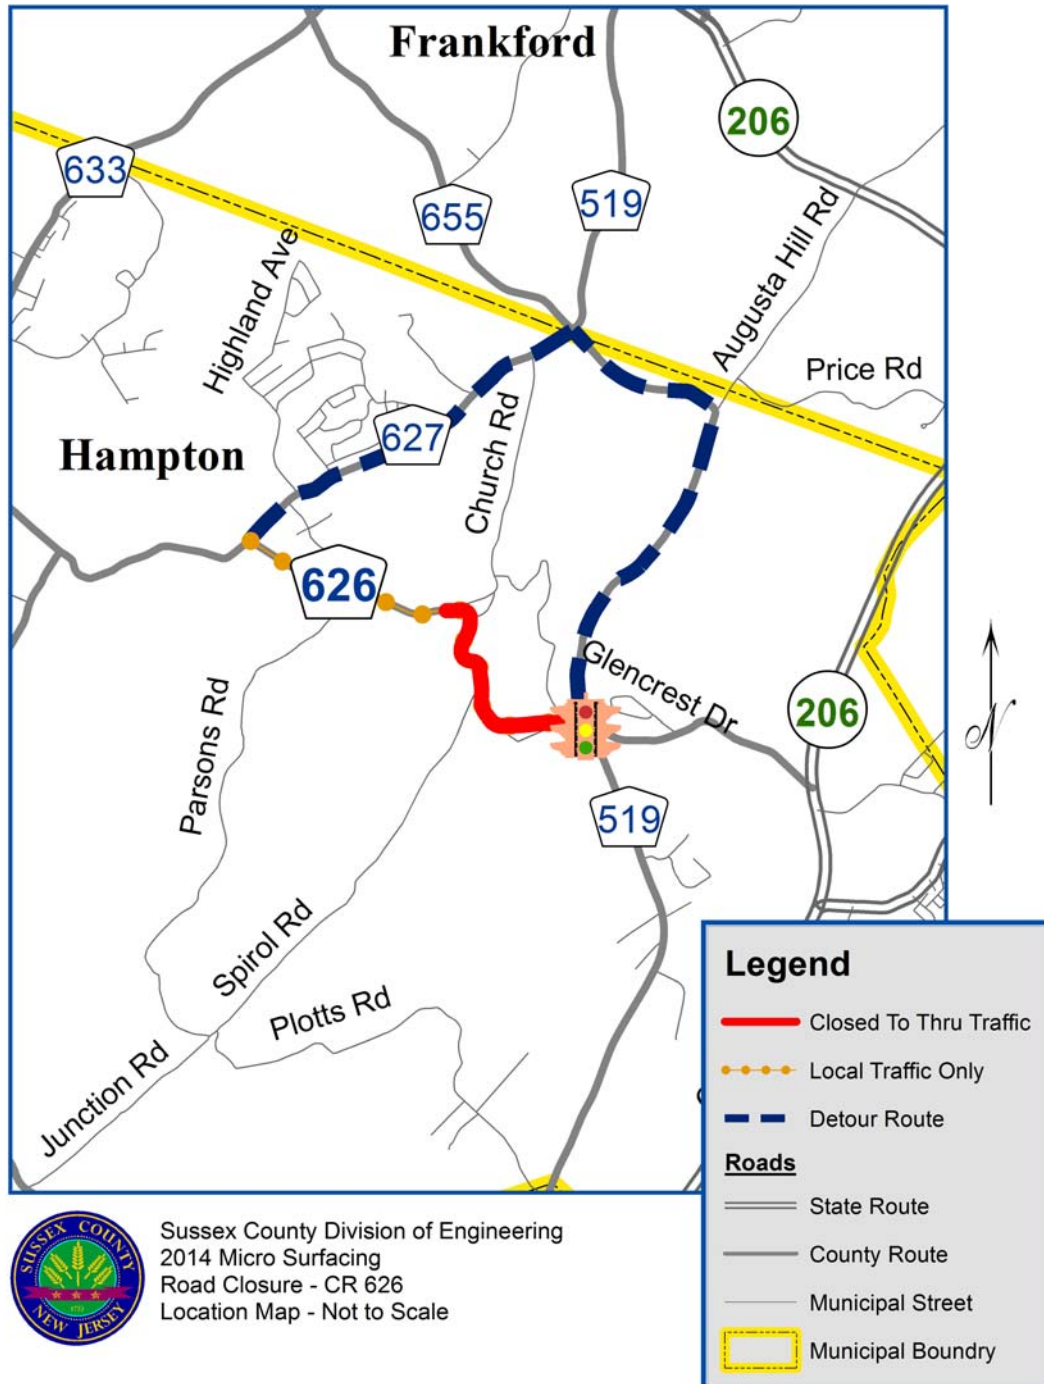 Frankford
206
633
655
519
Highland Ave
Augusta Hill Rd
Price Rd
Hampton
627
Church Rd
626
Glencrest Dr
206
Parsons Rd
519
Spirol Rd
Plotts Rd
Junction Rd
N
Legend
Closed To Thru Traffic
Local Traffic Only
Detour Route
Roads
State Route
County Route
Municipal Street
Municipal Boundry
SUSSEX COUNTY
1753
NEW JERSEY
Sussex County Division of Engineering
2014 Micro Surfacing
Road Closure - CR 626
Location Map - Not to Scale